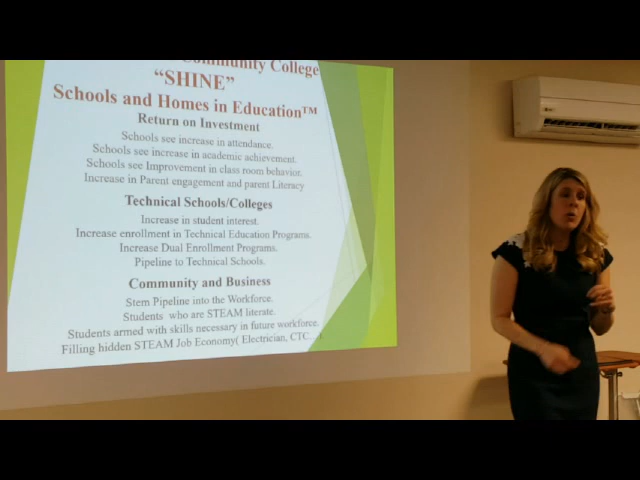 Community College
“SHINE”
Schools and Homes in Education™
Return on Investment
Schools see increase in attendance.
Schools see increase in academic achievement.
Schools see Improvement in class room behavior.
Increase in Parent engagement and parent Literacy
Technical Schools/Colleges
Increase in student interest.
Increase enrollment in Technical Education Programs.
Increase Dual Enrollment Programs.
Pipeline to Technical Schools.
Community and Business
Stem Pipeline into the Workforce.
Students who are STEAM literate.
Students armed with skills necessary in future workforce.
Filling hidden STEAM Job Economy( Electrician, CTC...).